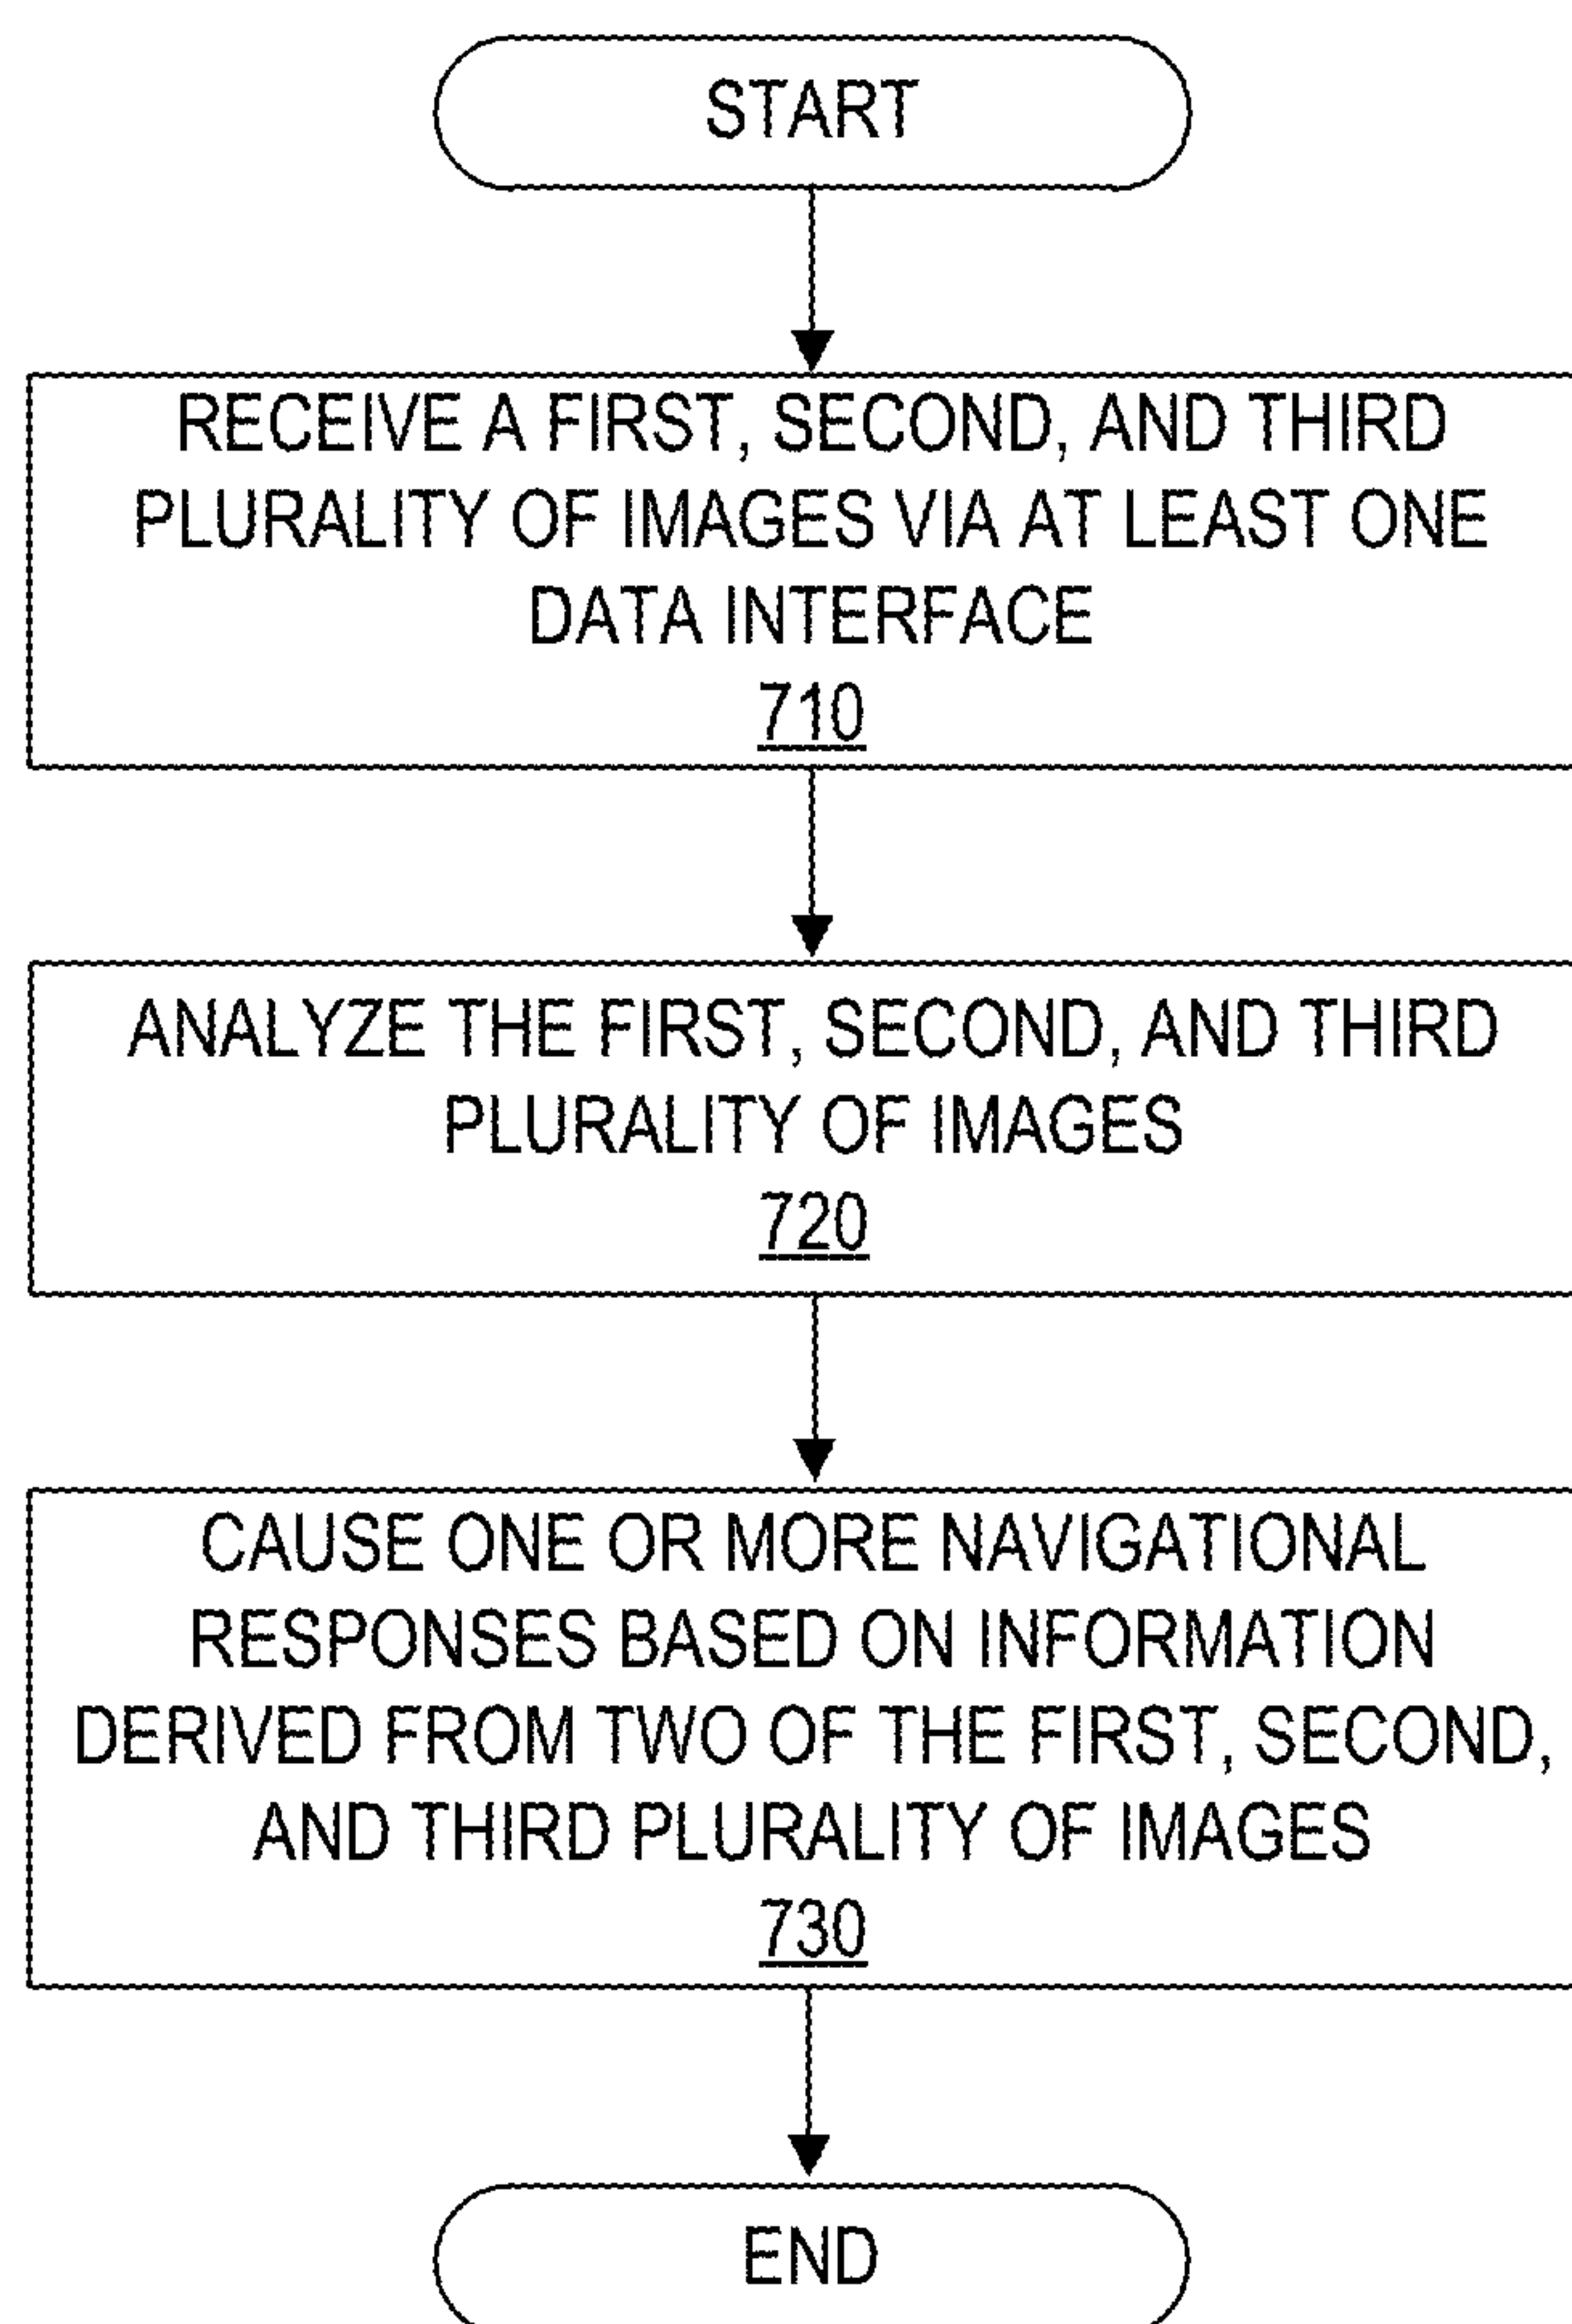 START
RECEIVE A FIRST, SECOND, AND THIRD
PLURALITY OF IMAGES VIA AT LEAST ONE
DATA INTERFACE
710
ANALYZE THE FIRST, SECOND, AND THIRD
PLURALITY OF IMAGES
720
CAUSE ONE OR MORE NAVIGATIONAL
RESPONSES BASED ON INFORMATION
DERIVED FROM TWO OF THE FIRST, SECOND,
AND THIRD PLURALITY OF IMAGES
730
END